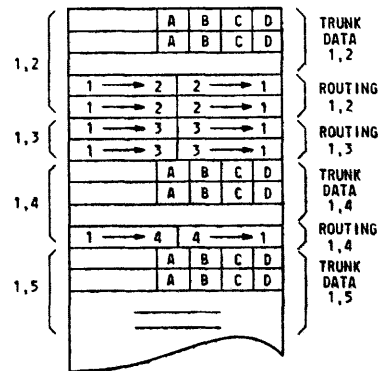 A B C D TRUNK
A B C D DATA
1,2 1,2
1 → 2 2 → 1 ROUTING
1 → 2 2 → 1 1,2
1 → 3 3 → 1 ROUTING
1,3
1 → 3 3 → 1 1,3
A B C D TRUNK
A B C D DATA
1,4 1,4
1 → 4 4 → 1 ROUTING
1,4
A B C D TRUNK
A B C D DATA
1,5 1,5